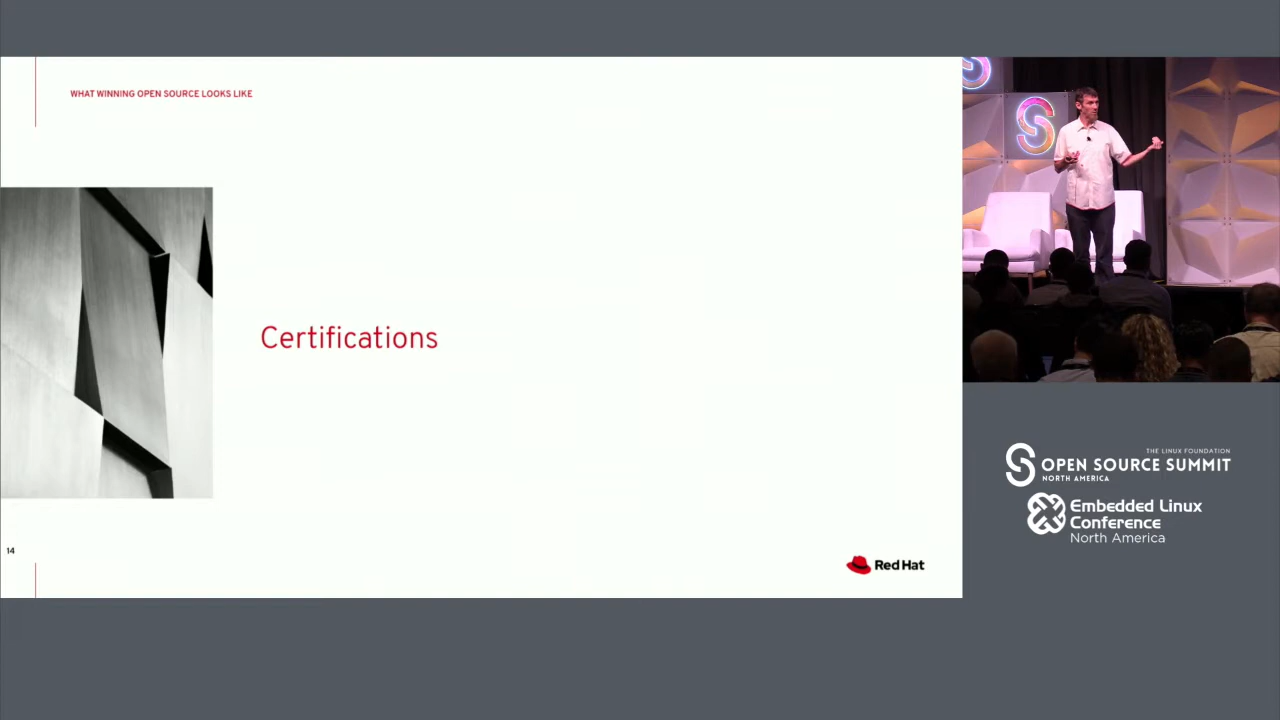 WHAT WINNING OPEN SOURCE LOOKS LIKE
Certifications
14
Red Hat
THE LINUX FOUNDATION
OPEN SOURCE SUMMIT
NORTH AMERICA
Embedded Linux
Conference
North America